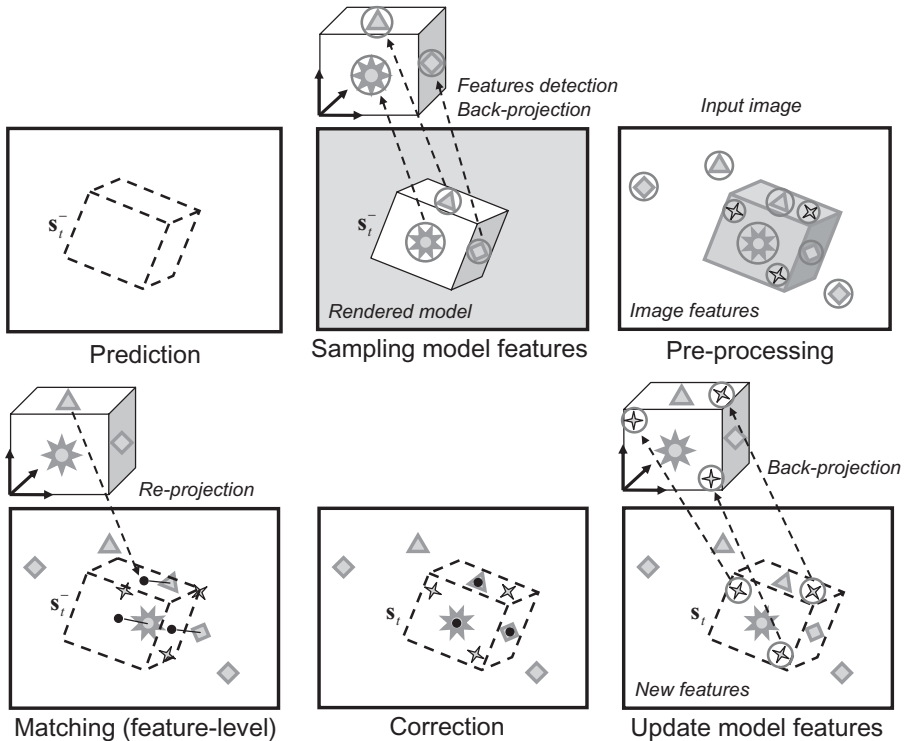 Features detection
Back-projection
Input image
s_t^-
s_t^-
Rendered model
Image features
Prediction
Sampling model features
Pre-processing
Re-projection
Back-projection
s_t^-
s_t
New features
Matching (feature-level)
Correction
Update model features